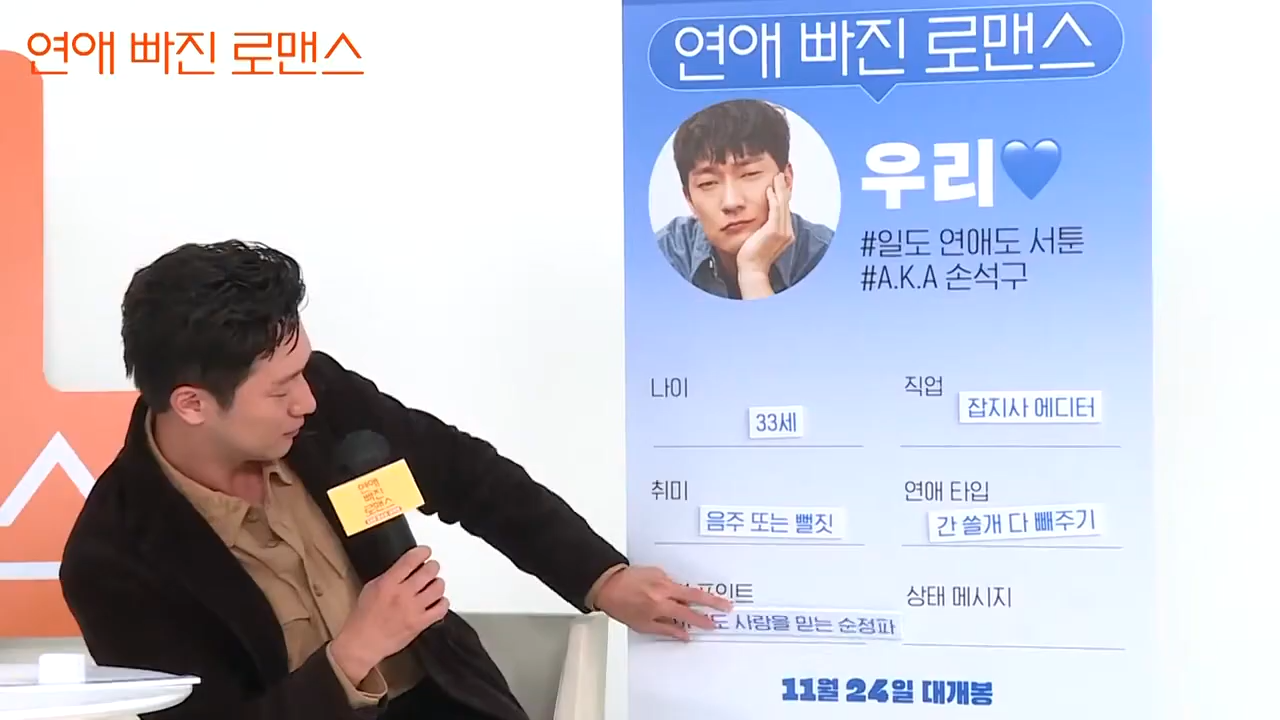 연애 빠진 로맨스
연애 빠진 로맨스
우리
#일도 연애도 서툰
#A.K.A 손석구
나이
33세
직업
잡지사 에디터
취미
음주 또는 뻘짓
연애 타입
간 쓸개 다 빼주기
포인트
사랑을 믿는 순정파
상태 메시지
11월 24일 대개봉
연애
빠진
로맨스